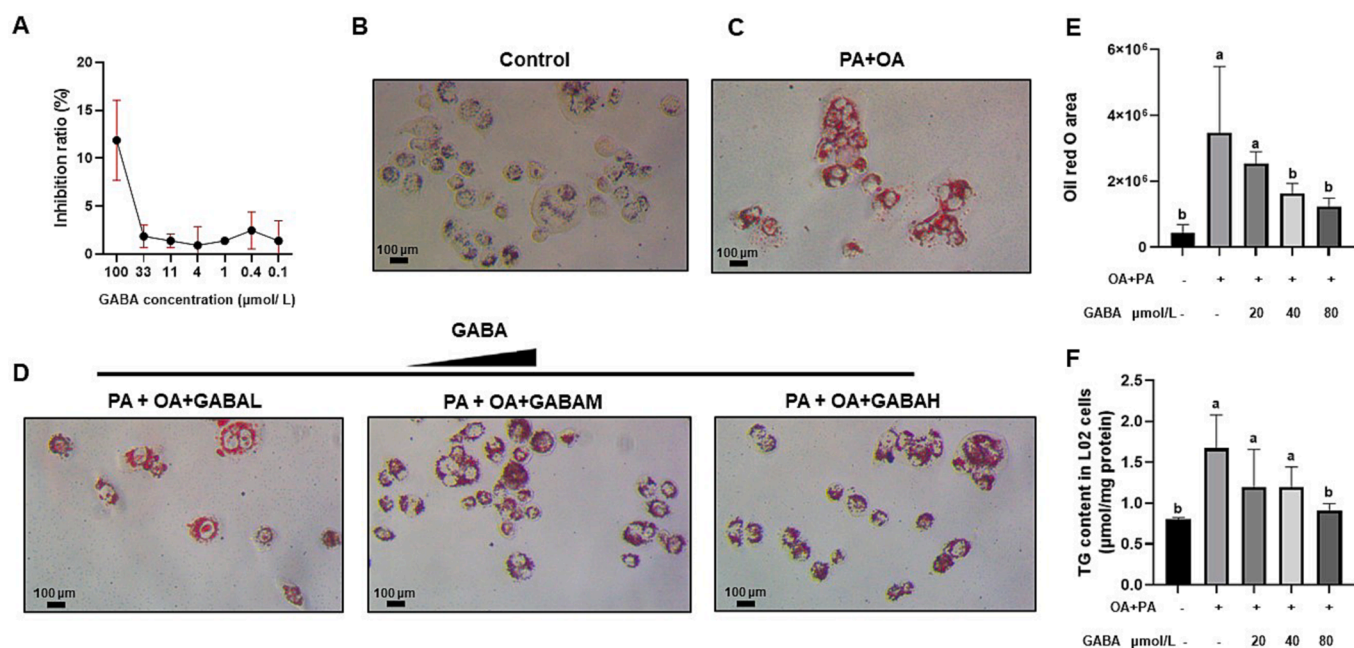 A
20
15
10
5
0
Inhibition ratio (%)
100 33 11 4 1 0.4 0.1
GABA concentration (µmol/ L)
B
Control
100 µm
C
PA+OA
100 µm
E
6×10⁶
4×10⁶
2×10⁶
0
Oil red O area
b a a b b
OA+PA - + + + +
GABA µmol/L - - 20 40 80
GABA
D
PA + OA+GABAL
100 µm
PA + OA+GABAM
100 µm
PA + OA+GABAH
100 µm
F
2.5
2.0
1.5
1.0
0.5
0.0
TG content in L02 cells
(µmol/mg protein)
b a a a b
OA+PA - + + + +
GABA µmol/L - - 20 40 80